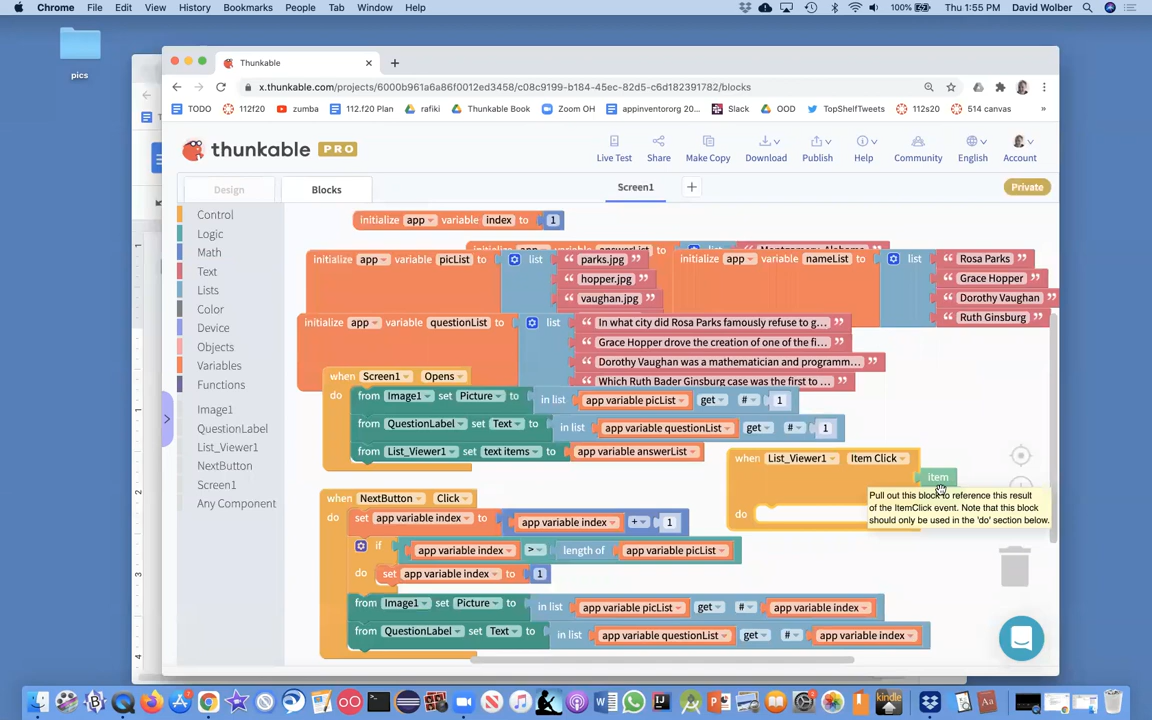 Chrome File Edit View History Bookmarks People Tab Window Help 100% Thu 1:55 PM David Wolber
pics
Thunkable
x.thunkable.com/projects/6000b961a6a86f0012ed3458/c08c9199-b184-45ec-82d5-c6d182391782/blocks
TODO 112f20 zumba 112.f20 Plan rafiki Thunkable Book Zoom OH appinventororg 20... Slack OOD TopShelfTweets 112s20 514 canvas »
thunkable PRO
Live Test Share Make Copy Download Publish Help Community English Account
Design Blocks Screen1 Private
Control
Logic
Math
Text
Lists
Color
Device
Objects
Variables
Functions
Image1
QuestionLabel
List_Viewer1
NextButton
Screen1
Any Component
initialize app variable index to 1
initialize app variable answerList to list “ Montgomery, Alabama ”
initialize app variable picList to list “ parks.jpg ”
“ hopper.jpg ”
“ vaughan.jpg ”
initialize app variable nameList to list “ Rosa Parks ”
“ Grace Hopper ”
“ Dorothy Vaughan ”
“ Ruth Ginsburg ”
initialize app variable questionList to list “ In what city did Rosa Parks famously refuse to g... ”
“ Grace Hopper drove the creation of one of the fi... ”
“ Dorothy Vaughan was a mathematician and programm... ”
“ Which Ruth Bader Ginsburg case was the first to ... ”
when Screen1 Opens
do from Image1 set Picture to in list app variable picList get # 1
from QuestionLabel set Text to in list app variable questionList get # 1
from List_Viewer1 set text items to app variable answerList
when List_Viewer1 Item Click
item
do
Pull out this block to reference this result
of the ItemClick event. Note that this block
should only be used in the 'do' section below.
when NextButton Click
do set app variable index to app variable index + 1
if app variable index > length of app variable picList
do set app variable index to 1
from Image1 set Picture to in list app variable picList get # app variable index
from QuestionLabel set Text to in list app variable questionList get # app variable index